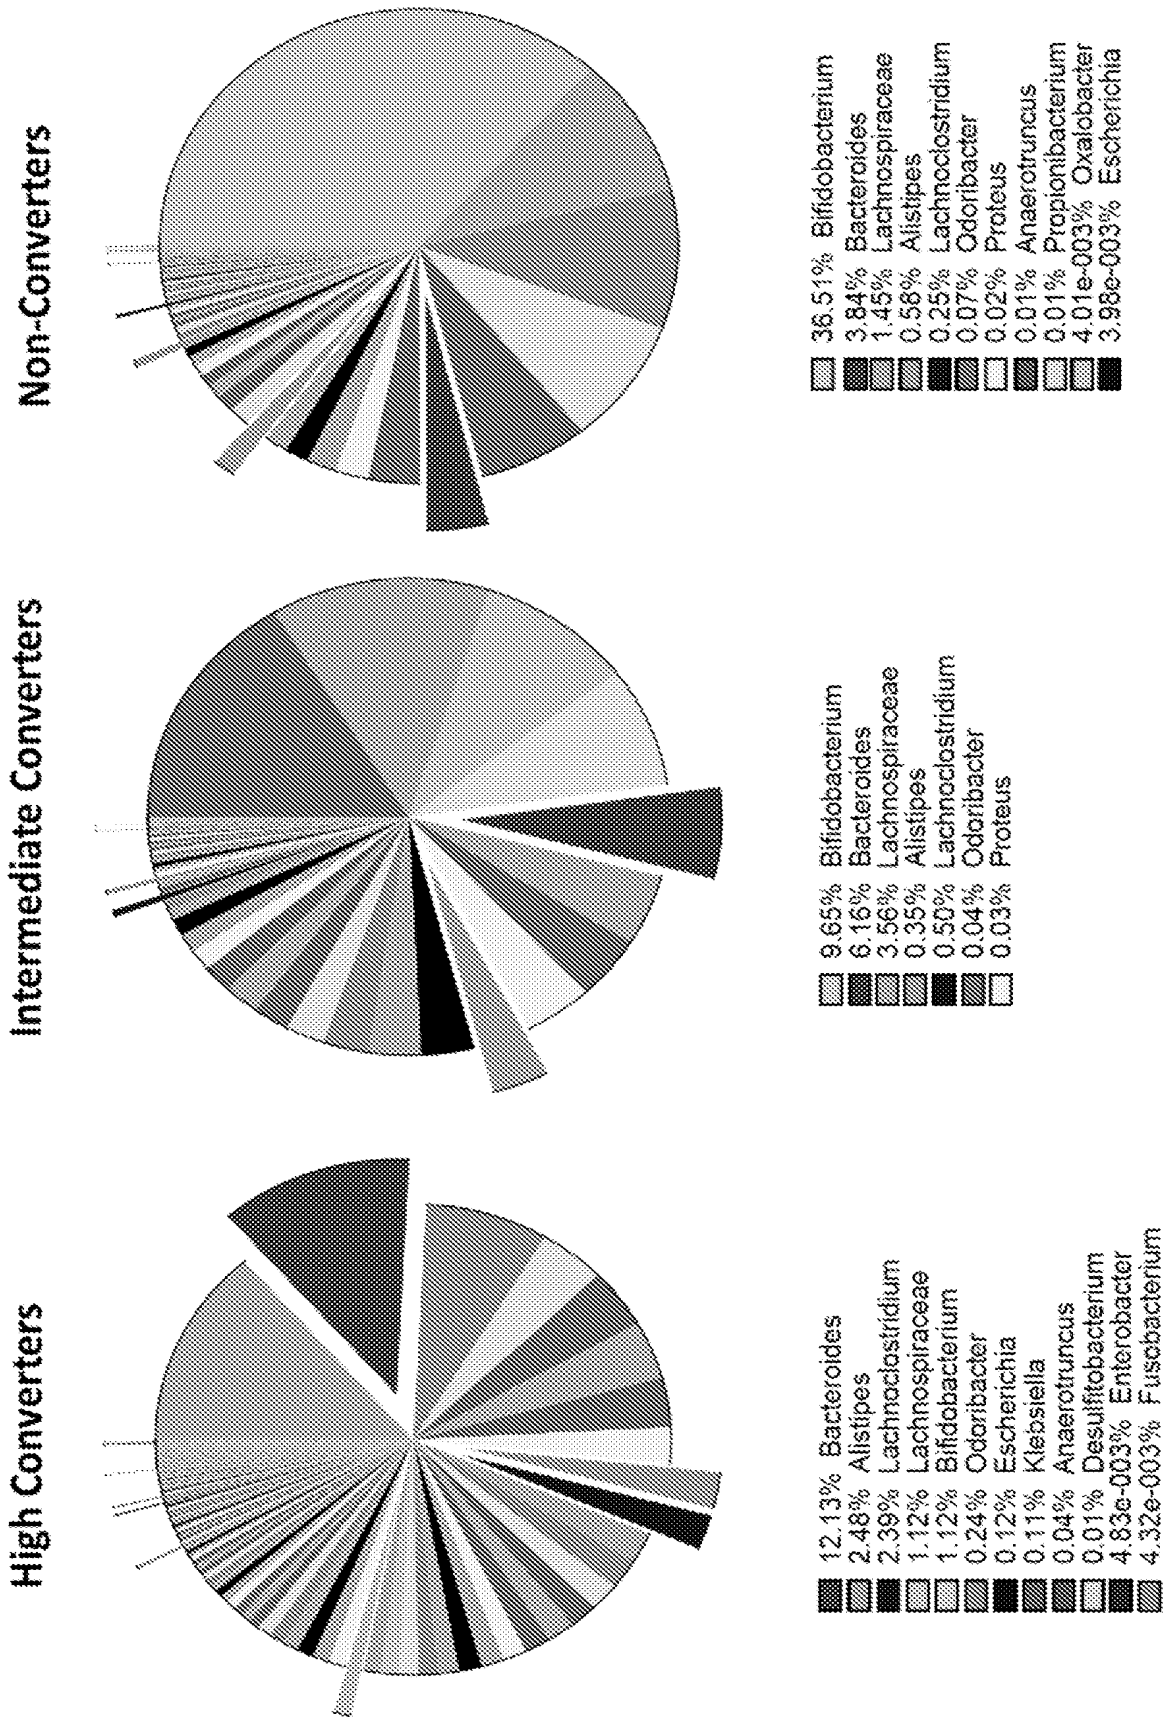 High Converters
12.13% Bacteroides
2.48% Alistipes
2.39% Lachnoclostridium
1.12% Lachnospiraceae
1.12% Bifidobacterium
0.24% Odoribacter
0.12% Escherichia
0.11% Klebsiella
0.04% Anaerotruncus
0.01% Desulfitobacterium
4.83e-003% Enterobacter
4.32e-003% Fusobacterium
Intermediate Converters
9.65% Bifidobacterium
6.16% Bacteroides
3.56% Lachnospiraceae
0.35% Alistipes
0.50% Lachnoclostridium
0.04% Odoribacter
0.03% Proteus
Non-Converters
36.51% Bifidobacterium
3.84% Bacteroides
1.45% Lachnospiraceae
0.58% Alistipes
0.25% Lachnoclostridium
0.07% Odoribacter
0.02% Proteus
0.01% Anaerotruncus
0.01% Propionibacterium
4.01e-003% Oxalobacter
3.98e-003% Escherichia